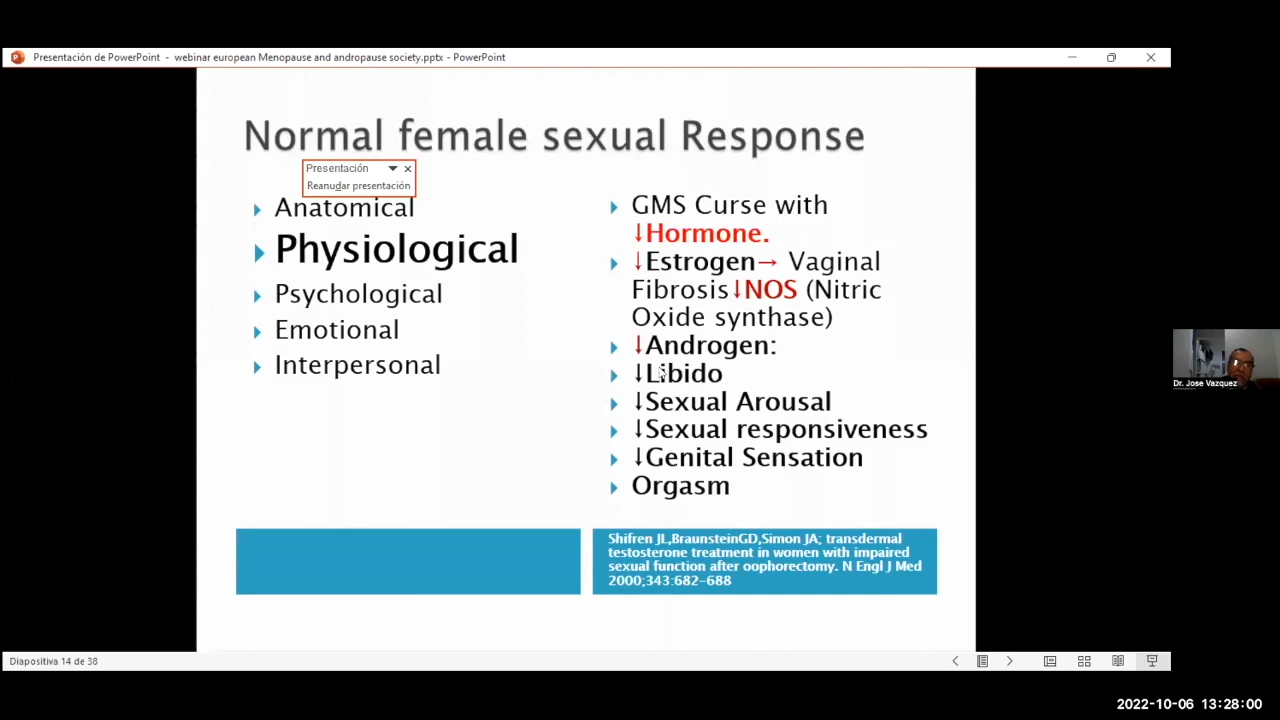 Presentación de PowerPoint - webinar european Menopause and andropause society.pptx - PowerPoint
Normal female sexual Response
Presentación
Reanudar presentación
Anatomical
Physiological
Psychological
Emotional
Interpersonal
GMS Curse with
↓Hormone.
↓Estrogen→ Vaginal
Fibrosis↓NOS (Nitric
Oxide synthase)
↓Androgen:
↓Libido
↓Sexual Arousal
↓Sexual responsiveness
↓Genital Sensation
Orgasm
Shifren JL,BraunsteinGD,Simon JA; transdermal
testosterone treatment in women with impaired
sexual function after oophorectomy. N Engl J Med
2000;343:682-688
Dr. Jose Vazquez
Diapositiva 14 de 38
2022-10-06 13:28:00